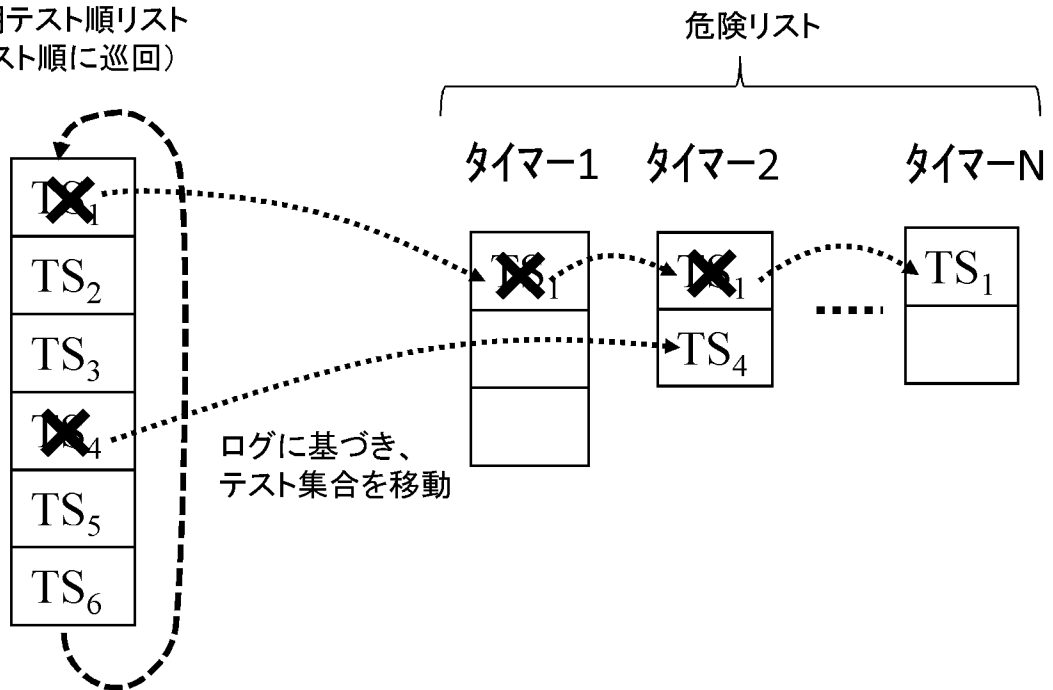 テスト順リスト
スト順に巡回）
危険リスト
タイマー1
タイマー2
タイマーN
TS₁
TS₂
TS₃
TS₄
TS₅
TS₆
TS₁
TS₁
TS₄
TS₁
ログに基づき、
テスト集合を移動